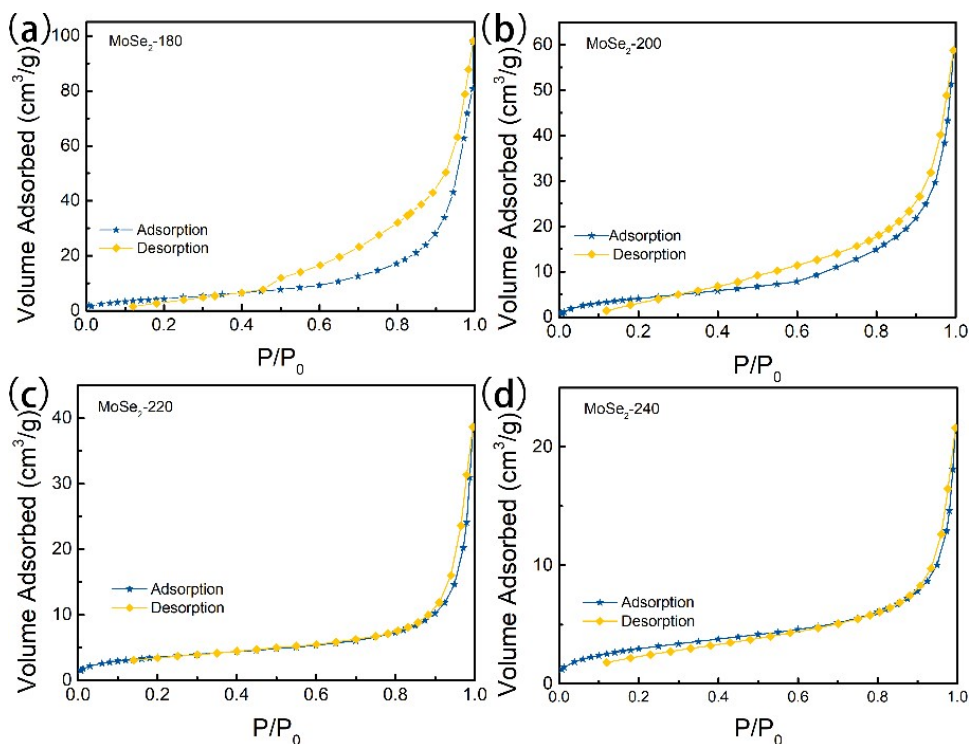 (a)
MoSe₂-180
Volume Adsorbed (cm³/g)
100
80
60
40
20
0
Adsorption
Desorption
0.0 0.2 0.4 0.6 0.8 1.0
P/P₀
(b)
MoSe₂-200
Volume Adsorbed (cm³/g)
60
50
40
30
20
10
0
Adsorption
Desorption
0.0 0.2 0.4 0.6 0.8 1.0
P/P₀
(c)
MoSe₂-220
Volume Adsorbed (cm³/g)
40
30
20
10
0
Adsorption
Desorption
0.0 0.2 0.4 0.6 0.8 1.0
P/P₀
(d)
MoSe₂-240
Volume Adsorbed (cm³/g)
20
10
0
Adsorption
Desorption
0.0 0.2 0.4 0.6 0.8 1.0
P/P₀